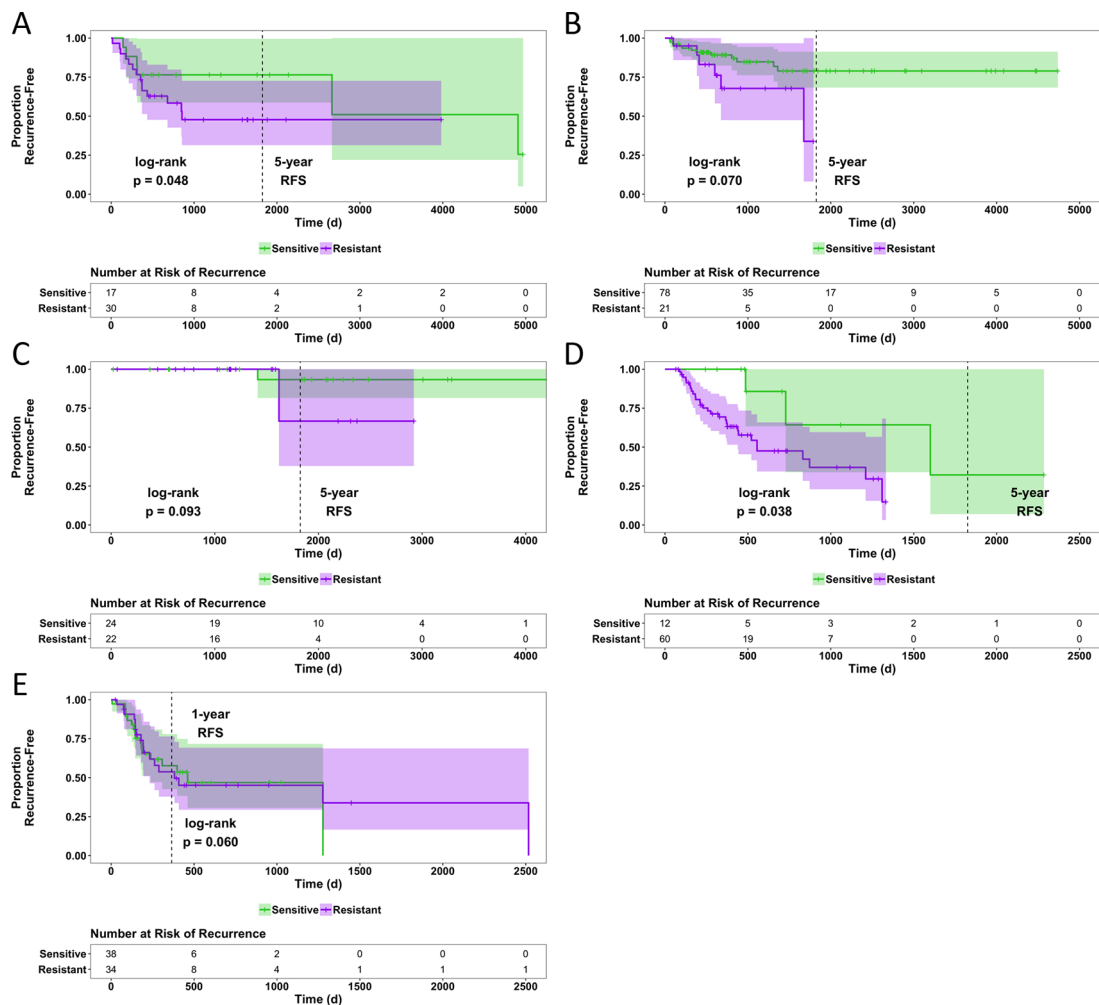 A
Proportion
Recurrence-Free
1.00
0.75
0.50
0.25
0.00
log-rank
p = 0.048
5-year
RFS
0 1000 2000 3000 4000 5000
Time (d)
Sensitive Resistant
Number at Risk of Recurrence
Sensitive 17 8 4 2 2 0
Resistant 30 8 2 1 0 0
0 1000 2000 3000 4000 5000
Time (d)
B
Proportion
Recurrence-Free
1.00
0.75
0.50
0.25
0.00
log-rank
p = 0.070
5-year
RFS
0 1000 2000 3000 4000 5000
Time (d)
Sensitive Resistant
Number at Risk of Recurrence
Sensitive 78 35 17 9 5 0
Resistant 21 5 0 0 0 0
0 1000 2000 3000 4000 5000
Time (d)
C
Proportion
Recurrence-Free
1.00
0.75
0.50
0.25
0.00
log-rank
p = 0.093
5-year
RFS
0 1000 2000 3000 4000
Time (d)
Sensitive Resistant
Number at Risk of Recurrence
Sensitive 24 19 10 4 1
Resistant 22 16 4 0 0
0 1000 2000 3000 4000
Time (d)
D
Proportion
Recurrence-Free
1.00
0.75
0.50
0.25
0.00
log-rank
p = 0.038
5-year
RFS
0 500 1000 1500 2000 2500
Time (d)
Sensitive Resistant
Number at Risk of Recurrence
Sensitive 12 5 3 2 1 0
Resistant 60 19 7 0 0 0
0 500 1000 1500 2000 2500
Time (d)
E
Proportion
Recurrence-Free
1.00
0.75
0.50
0.25
0.00
1-year
RFS
log-rank
p = 0.060
0 500 1000 1500 2000 2500
Time (d)
Sensitive Resistant
Number at Risk of Recurrence
Sensitive 38 6 2 0 0 0
Resistant 34 8 4 1 1 1
0 500 1000 1500 2000 2500
Time (d)